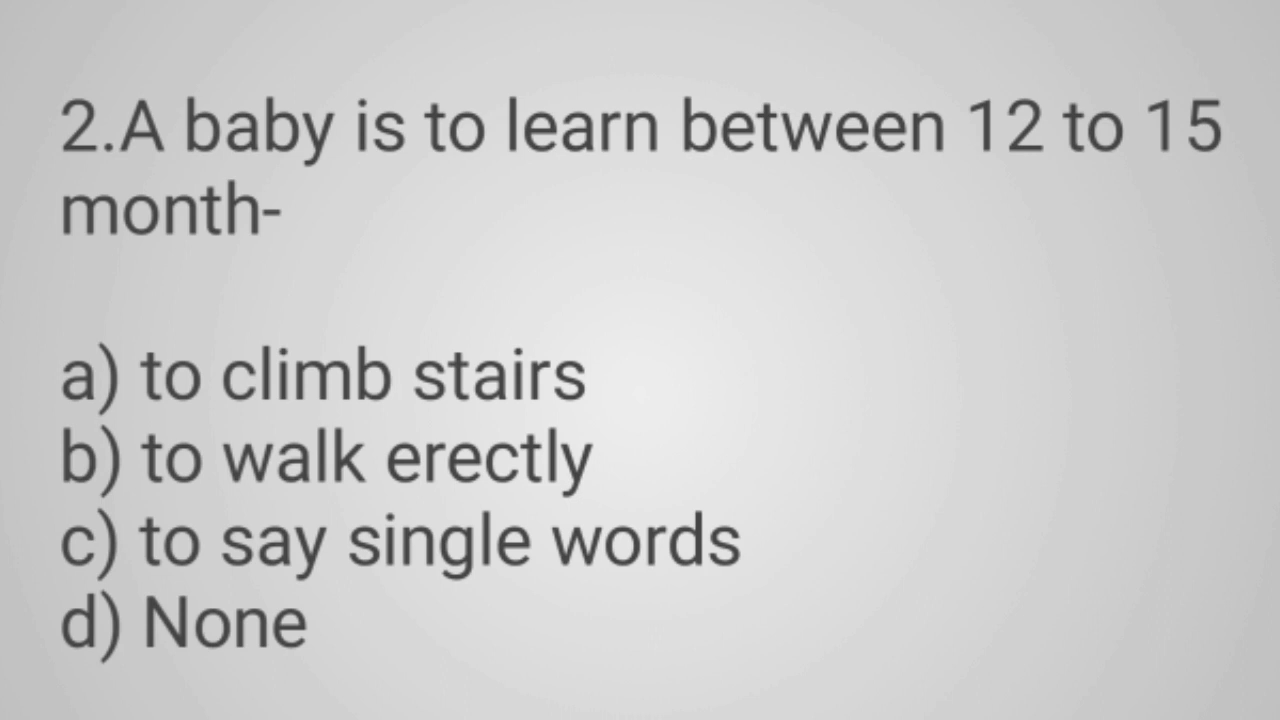 2.A baby is to learn between 12 to 15
month-
a) to climb stairs
b) to walk erectly
c) to say single words
d) None